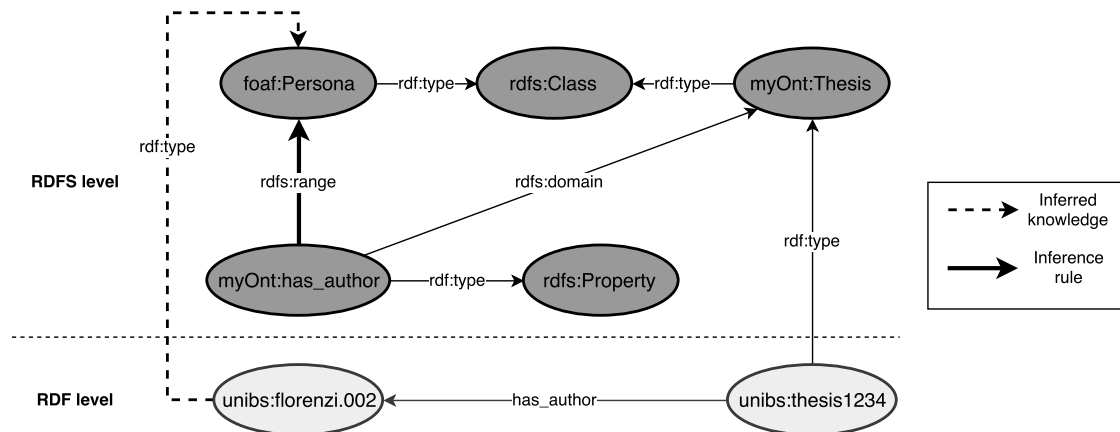 foaf:Persona
rdf:type
rdfs:Class
rdf:type
myOnt:Thesis
rdf:type
RDFS level
rdfs:range
rdfs:domain
Inferred
knowledge
rdf:type
Inference
rule
myOnt:has_author
rdf:type
rdfs:Property
RDF level
unibs:florenzi.002
has_author
unibs:thesis1234